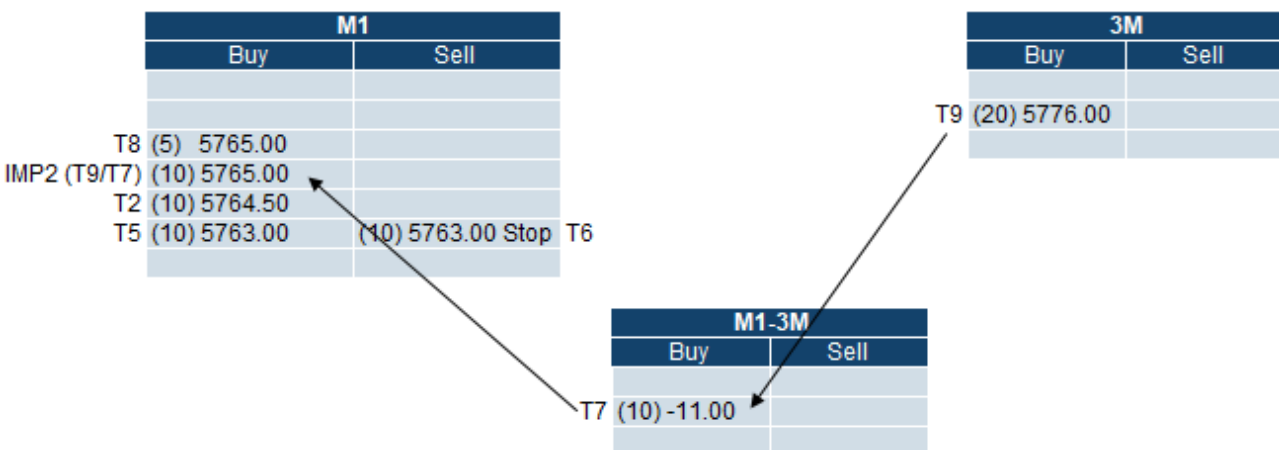 M1
Buy Sell
T8 (5) 5765.00
IMP2 (T9/T7) (10) 5765.00
T2 (10) 5764.50
T5 (10) 5763.00 (10) 5763.00 Stop T6
3M
Buy Sell
T9 (20) 5776.00
M1-3M
Buy Sell
T7 (10) -11.00